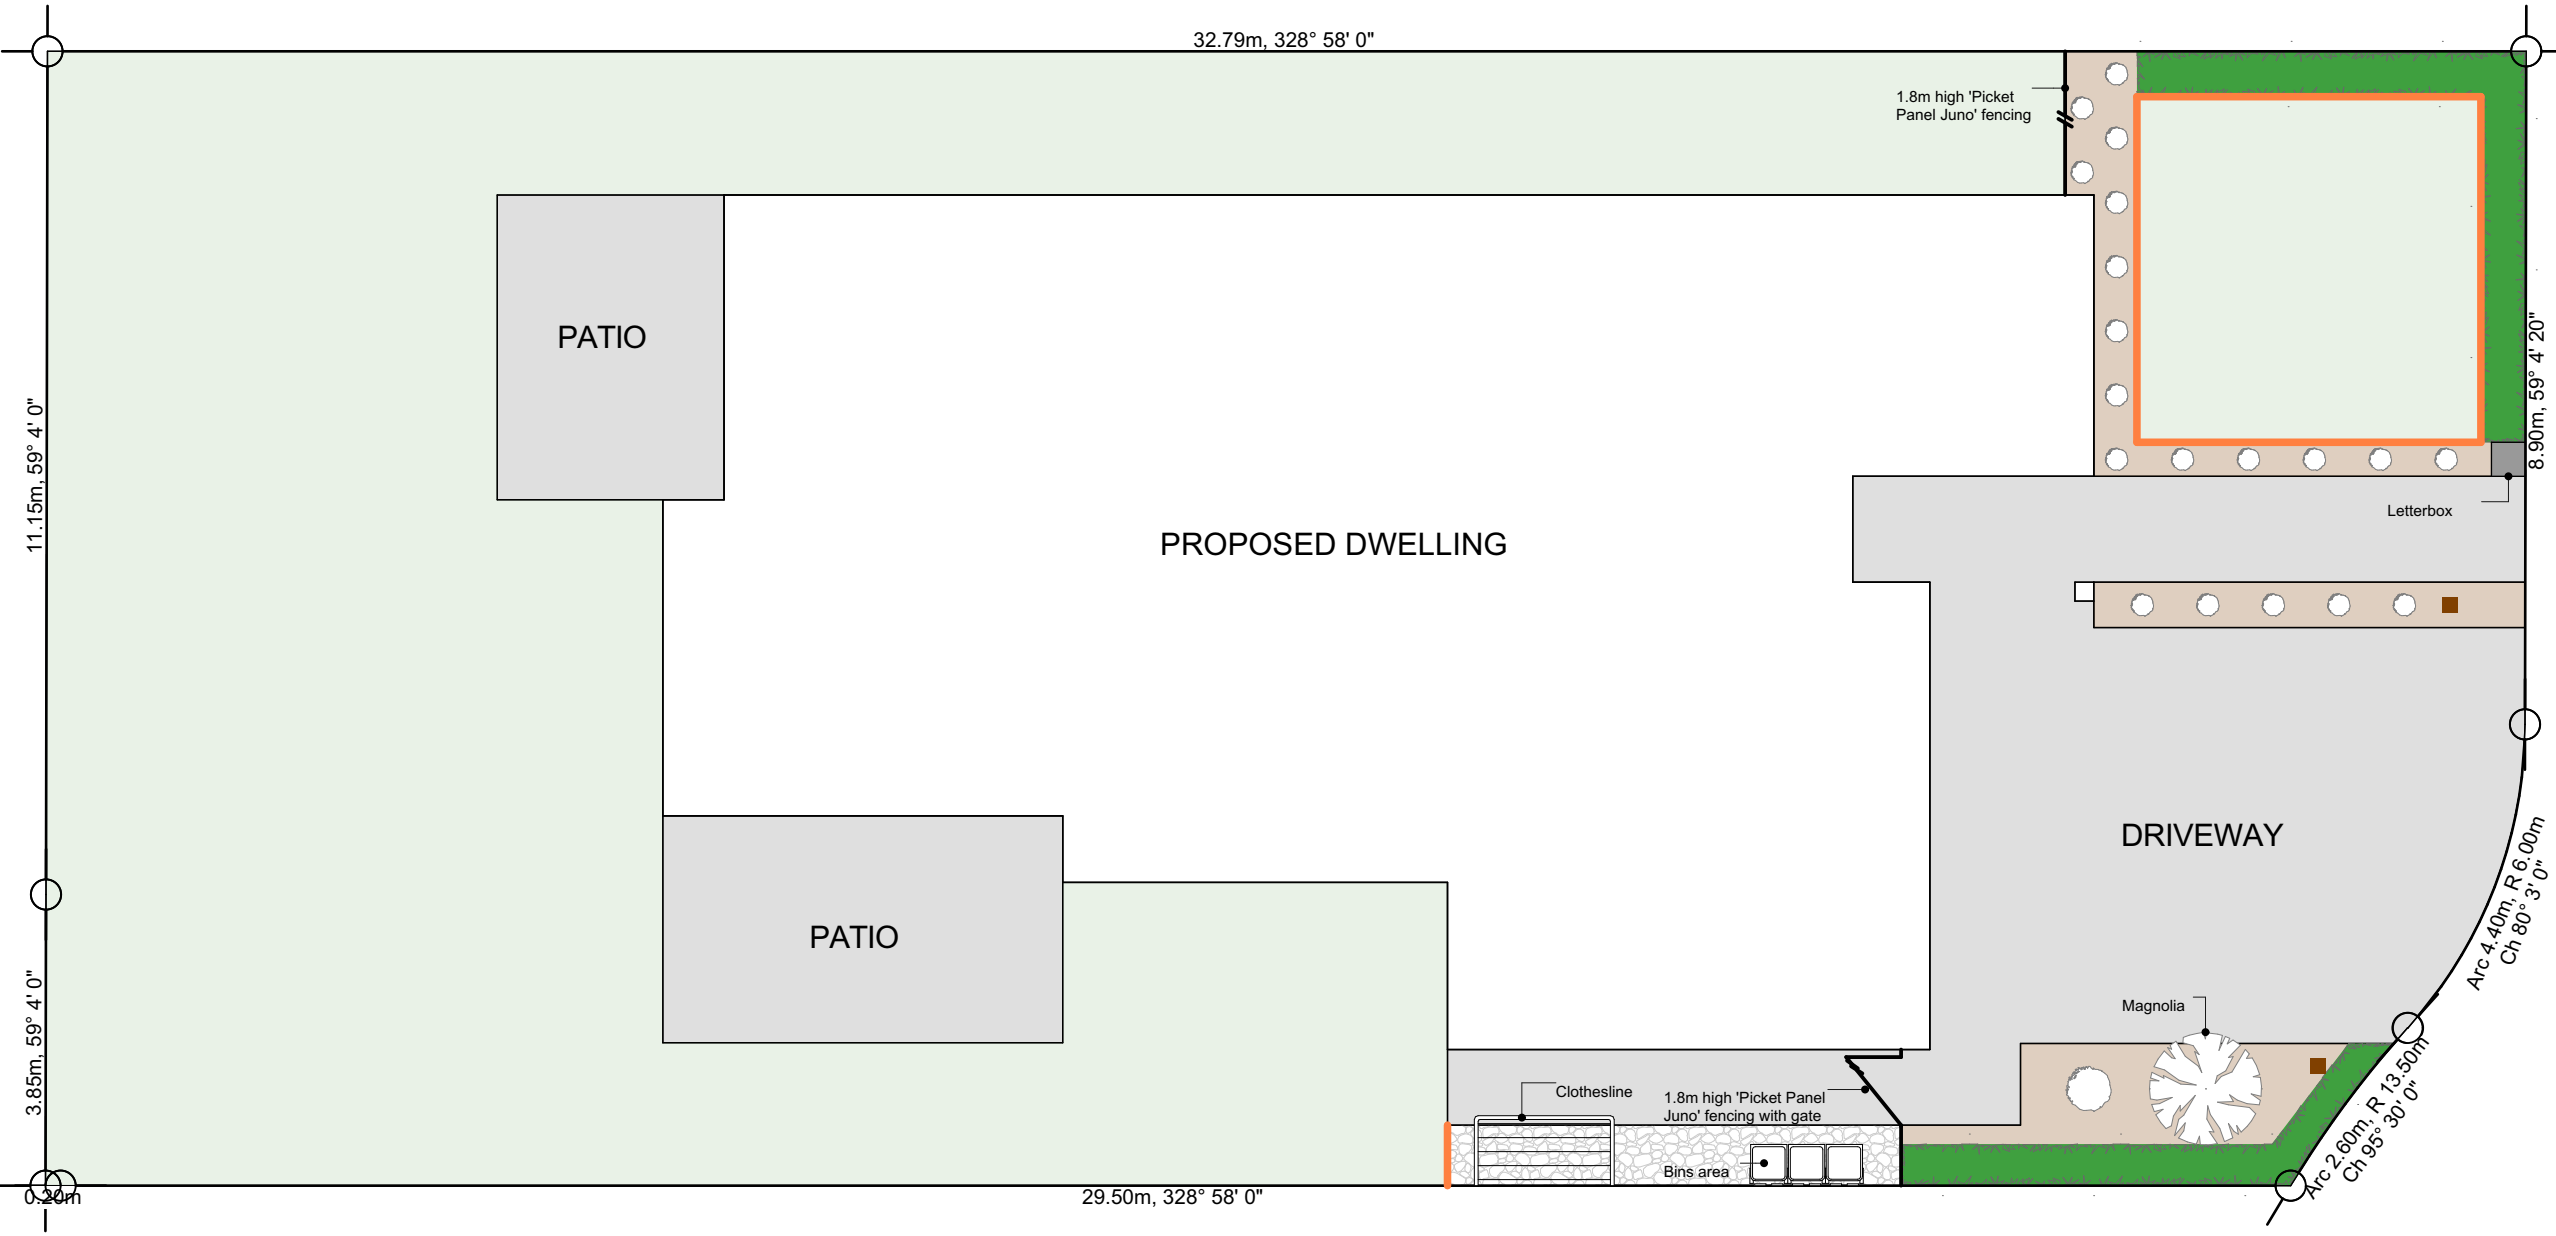 32.79m, 328° 58' 0"
1.8m high 'Picket
Panel Juno' fencing
PATIO
11.15m, 59° 4' 0"
8.90m, 59° 4' 20"
Letterbox
PROPOSED DWELLING
DRIVEWAY
Arc 4.40m, R 6.00m
Ch 80° 3' 0"
PATIO
3.85m, 59° 4' 0"
Magnolia
Clothesline
1.8m high 'Picket Panel
Juno' fencing with gate
Arc 2.60m, R 13.50m
Ch 95° 30' 0"
Bins area
0.20m
29.50m, 328° 58' 0"